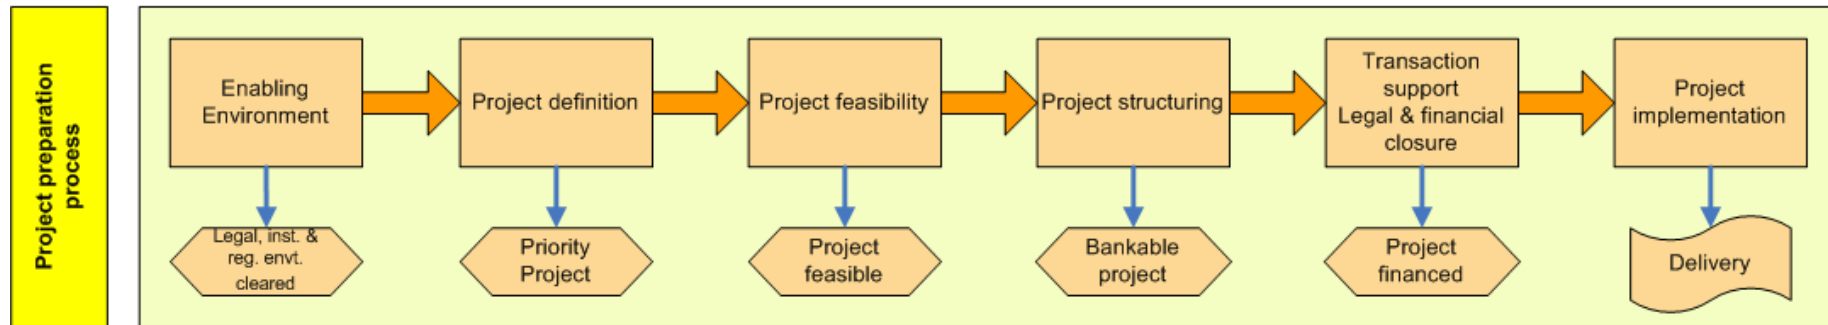 Project preparation
process
Enabling
Environment
Project definition
Project feasibility
Project structuring
Transaction
support
Legal & financial
closure
Project
implementation
Legal, inst. &
reg. envt.
cleared
Priority
Project
Project
feasible
Bankable
project
Project
financed
Delivery